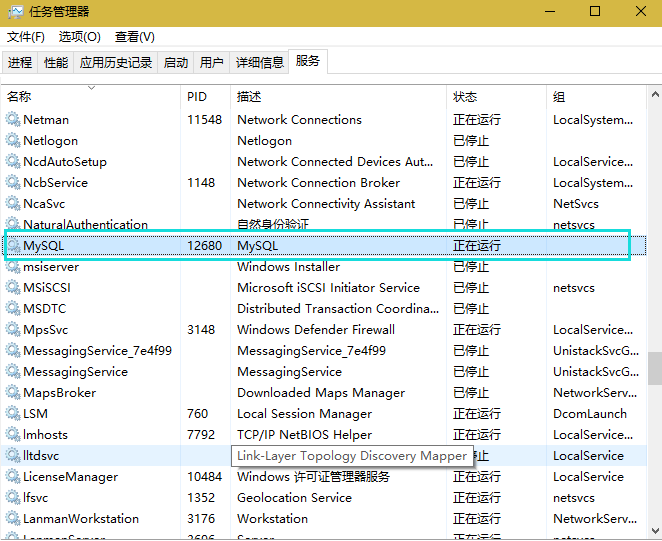 任务管理器
文件(F) 选项(O) 查看(V)
进程 性能 应用历史记录 启动 用户 详细信息 服务
名称 PID 描述 状态 组
Netman 11548 Network Connections 正在运行 LocalSystem...
Netlogon Netlogon 已停止
NcdAutoSetup Network Connected Devices Aut... 已停止 LocalService...
NcbService 1148 Network Connection Broker 正在运行 LocalSystem...
NcaSvc Network Connectivity Assistant 已停止 NetSvcs
NaturalAuthentication 自然身份验证 已停止 netsvcs
MySQL 12680 MySQL 正在运行
msiserver Windows Installer 已停止
MSiSCSI Microsoft iSCSI Initiator Service 已停止 netsvcs
MSDTC Distributed Transaction Coordina... 已停止
MpsSvc 3148 Windows Defender Firewall 正在运行 LocalService...
MessagingService_7e4f99 MessagingService_7e4f99 已停止 UnistackSvcG...
MessagingService MessagingService 已停止 UnistackSvcG...
MapsBroker Downloaded Maps Manager 已停止 NetworkServ...
LSM 760 Local Session Manager 正在运行 DcomLaunch
lmhosts 7792 TCP/IP NetBIOS Helper 正在运行 LocalService...
lltdsvc Link-Layer Topology Discovery Mapper 停止 LocalService
LicenseManager 10484 Windows 许可证管理器服务 正在运行 LocalService
lfsvc 1352 Geolocation Service 正在运行 netsvcs
LanmanWorkstation 3176 Workstation 正在运行 NetworkServ...
LanmanServer 3696 Server 正在运行 netsvcs